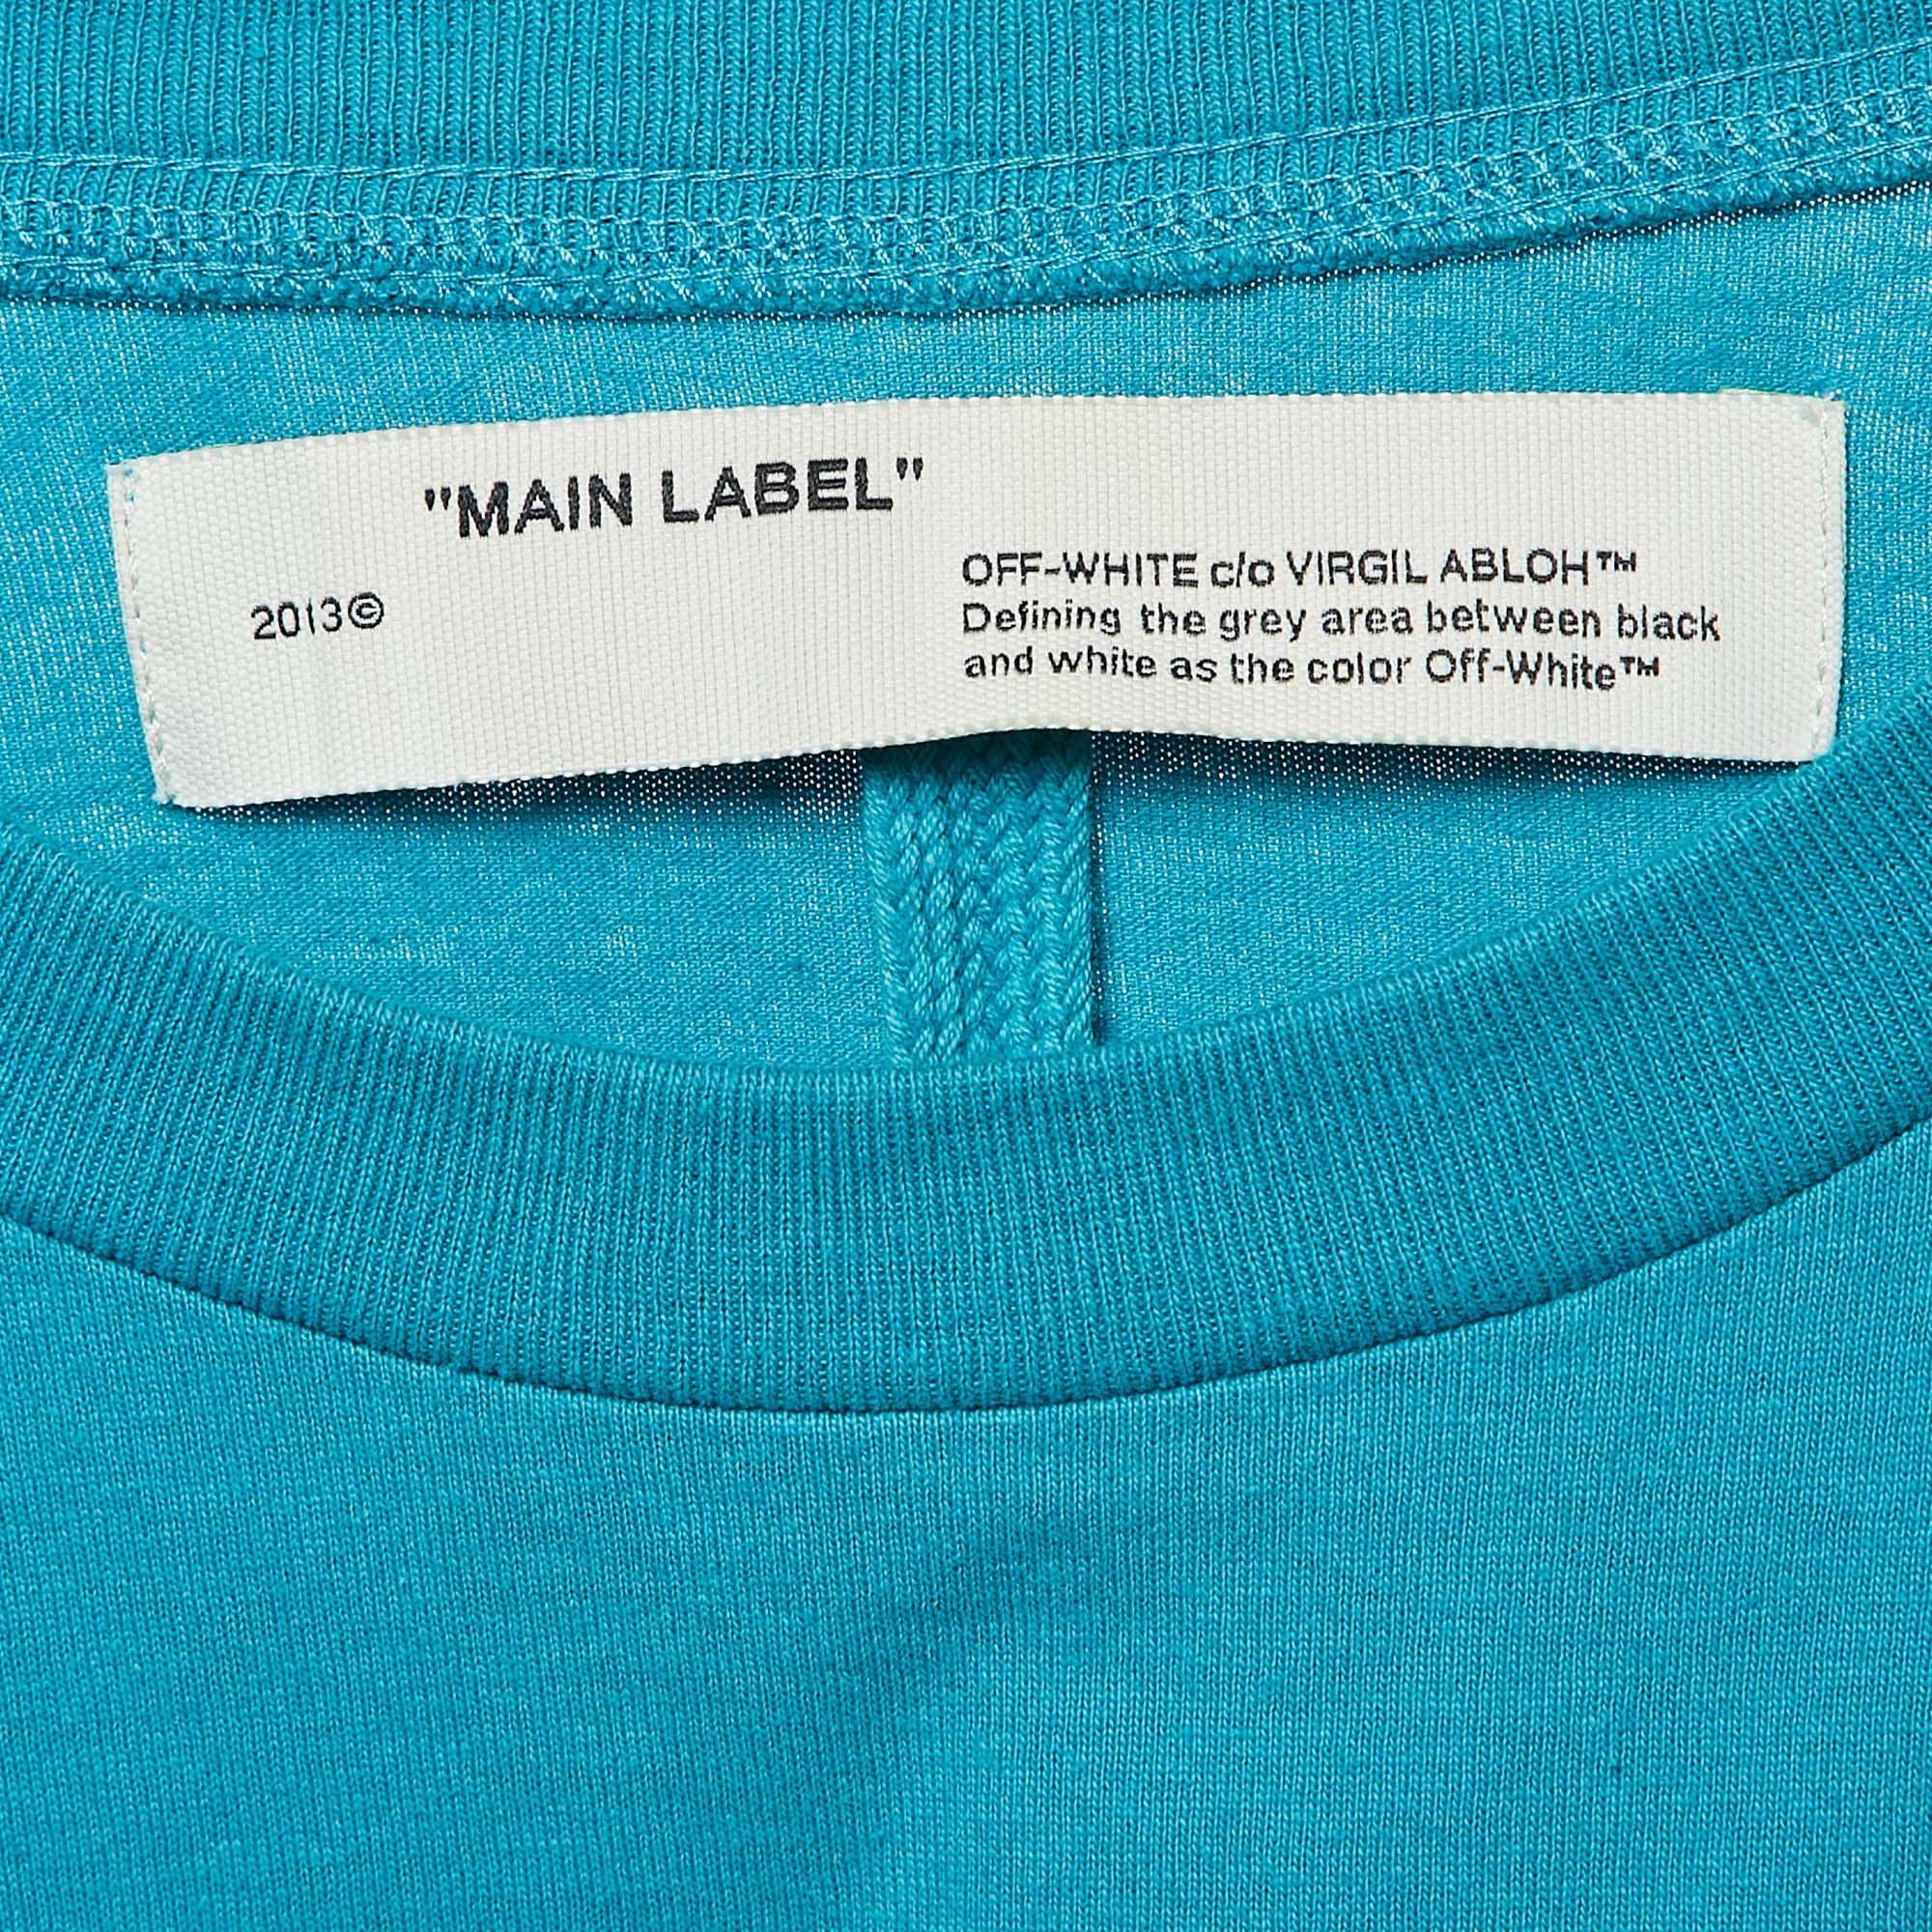 "MAIN LABEL"
2013©
OFF-WHITE c/o VIRGIL ABLOH™
Defining the grey area between black
and white as the color Off-White™